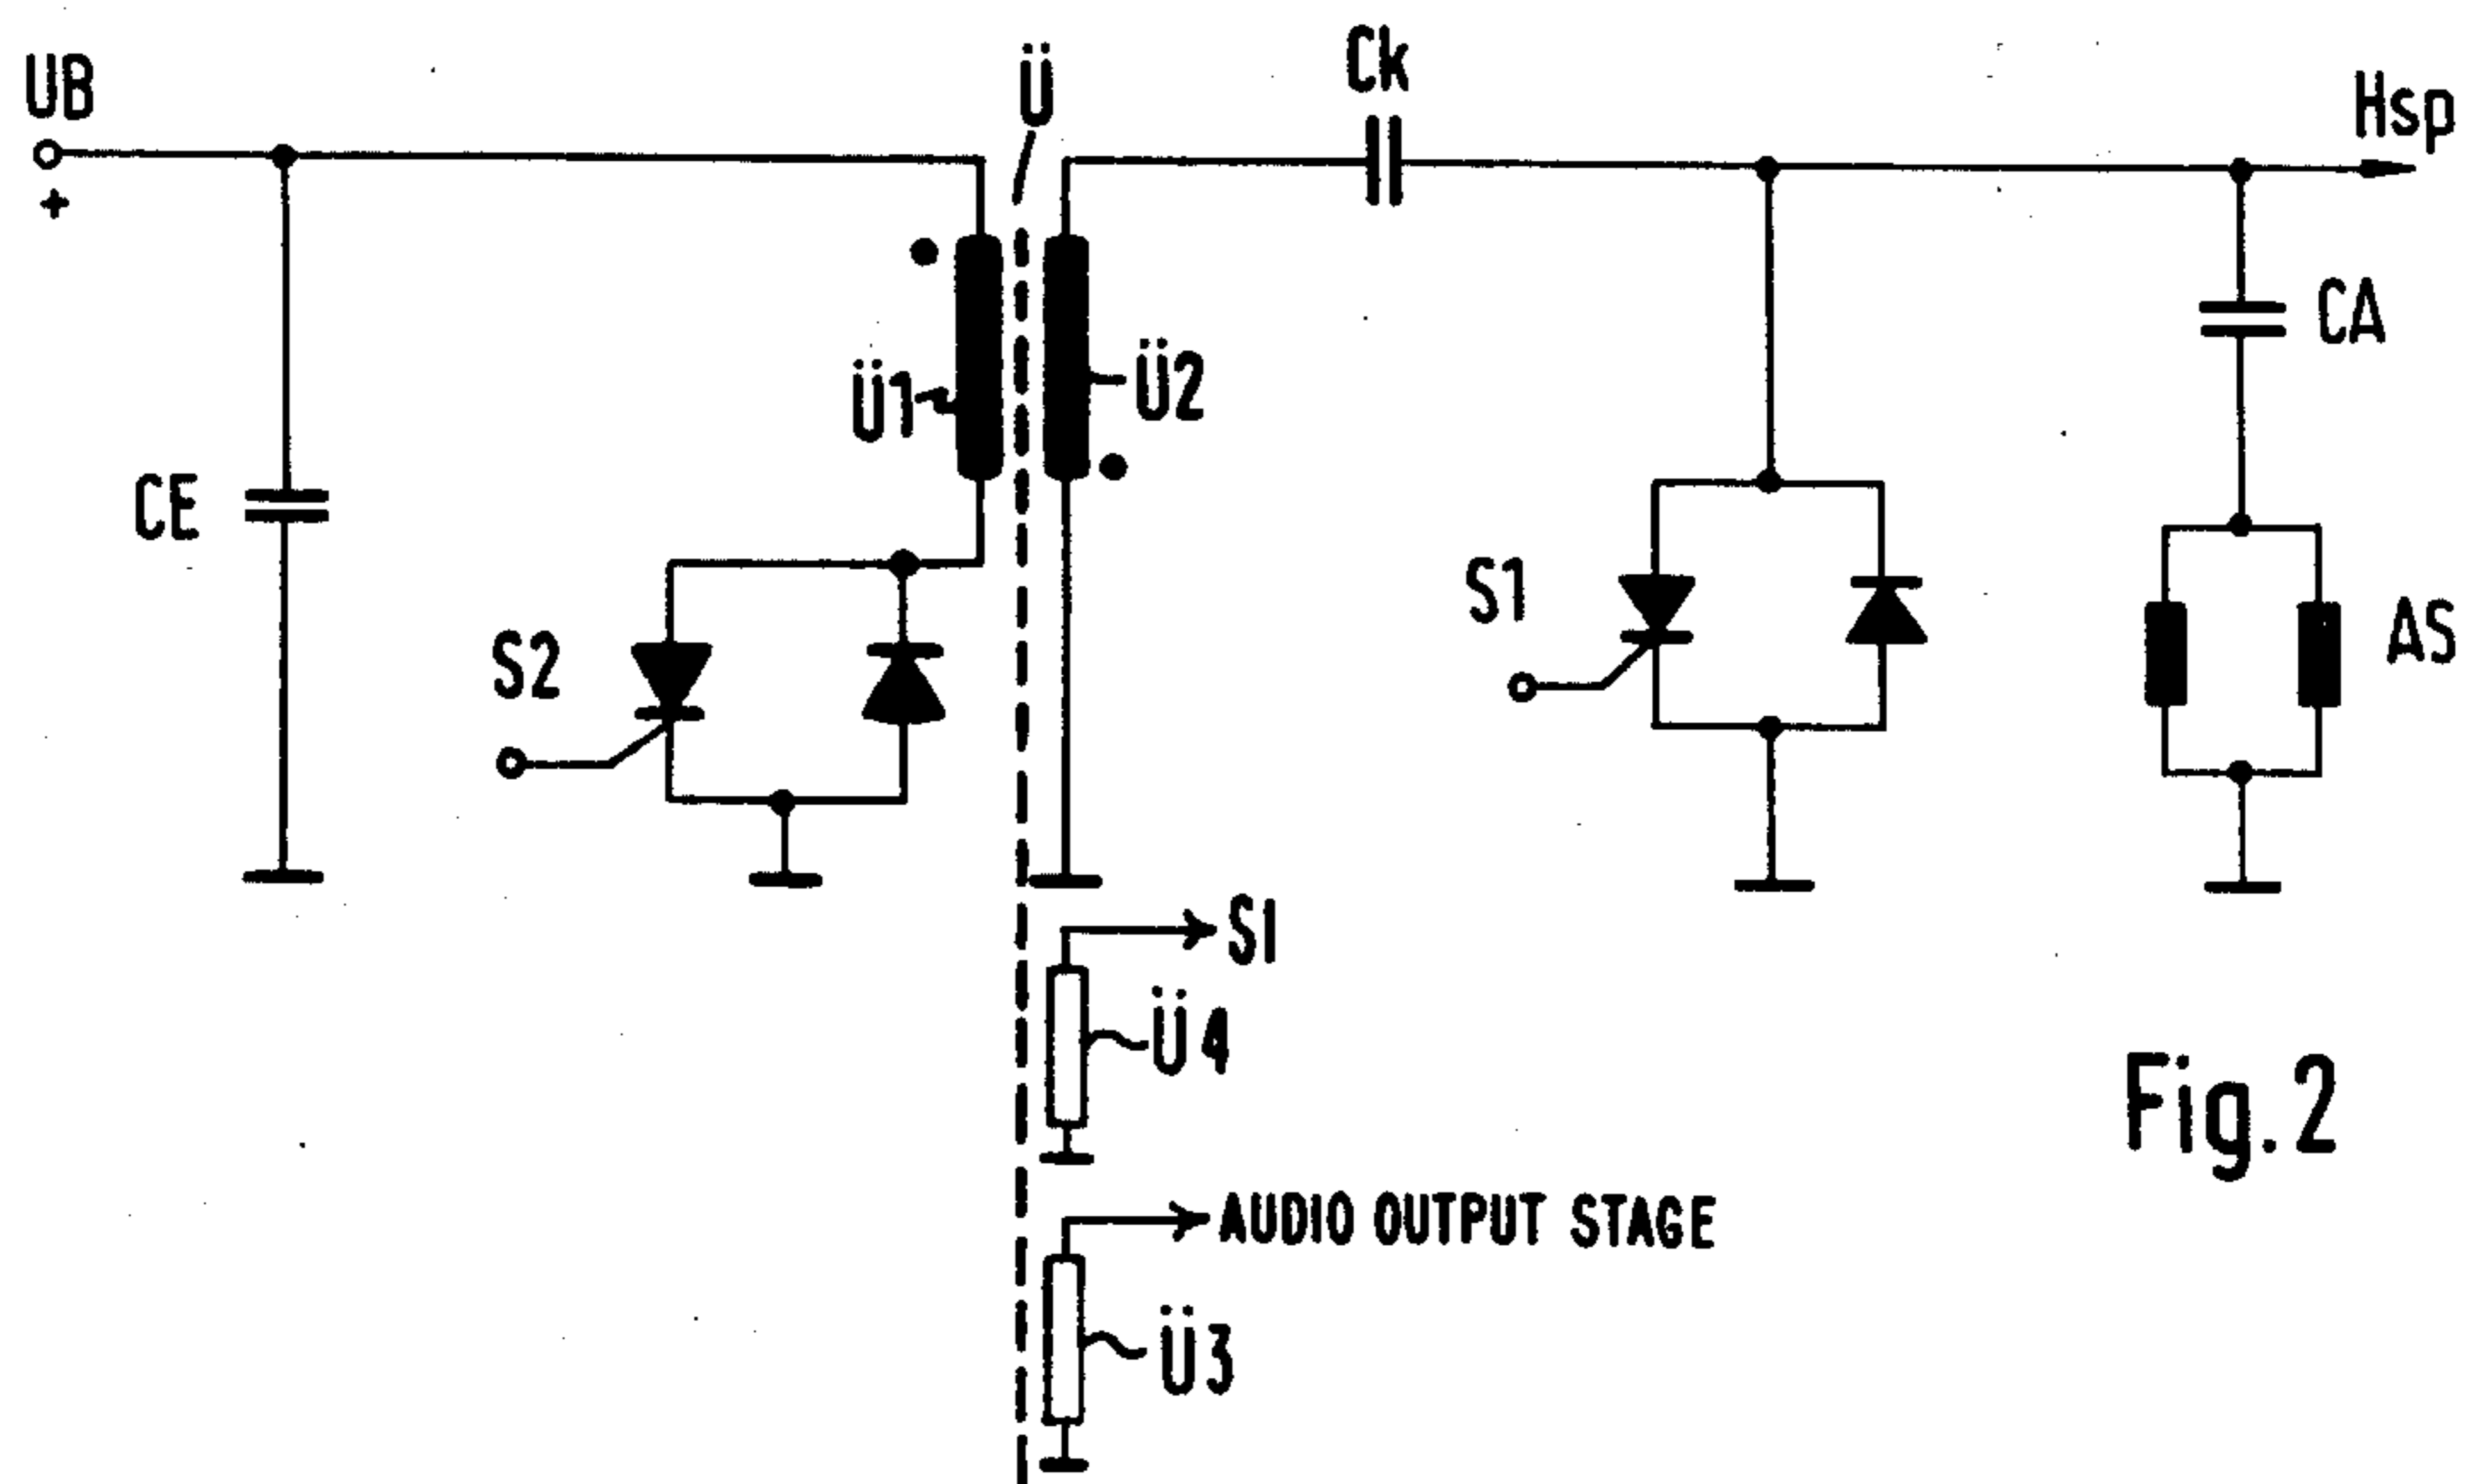 UB
Ü
Ck
Hsp
+
CA
Ü1
Ü2
CE
S1
AS
S2
S1
Ü4
Fig. 2
AUDIO OUTPUT STAGE
Ü3